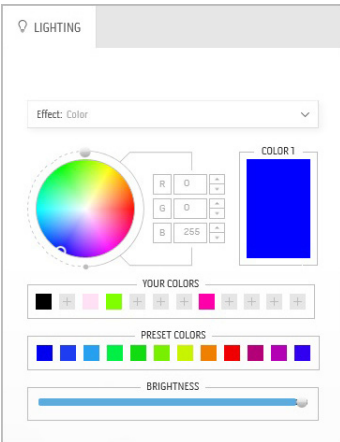 LIGHTING
Effect: Color
COLOR 1
R 0
G 0
B 255
YOUR COLORS
PRESET COLORS
BRIGHTNESS